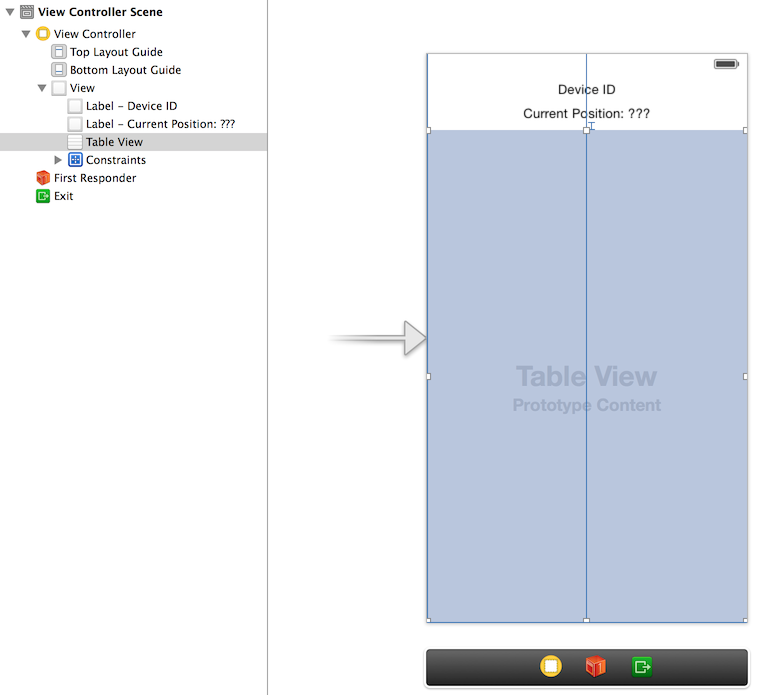 View Controller Scene
View Controller
Top Layout Guide
Bottom Layout Guide
View
Label – Device ID
Label – Current Position: ???
Table View
Constraints
First Responder
Exit
Device ID
Current Position: ???
Table View
Prototype Content